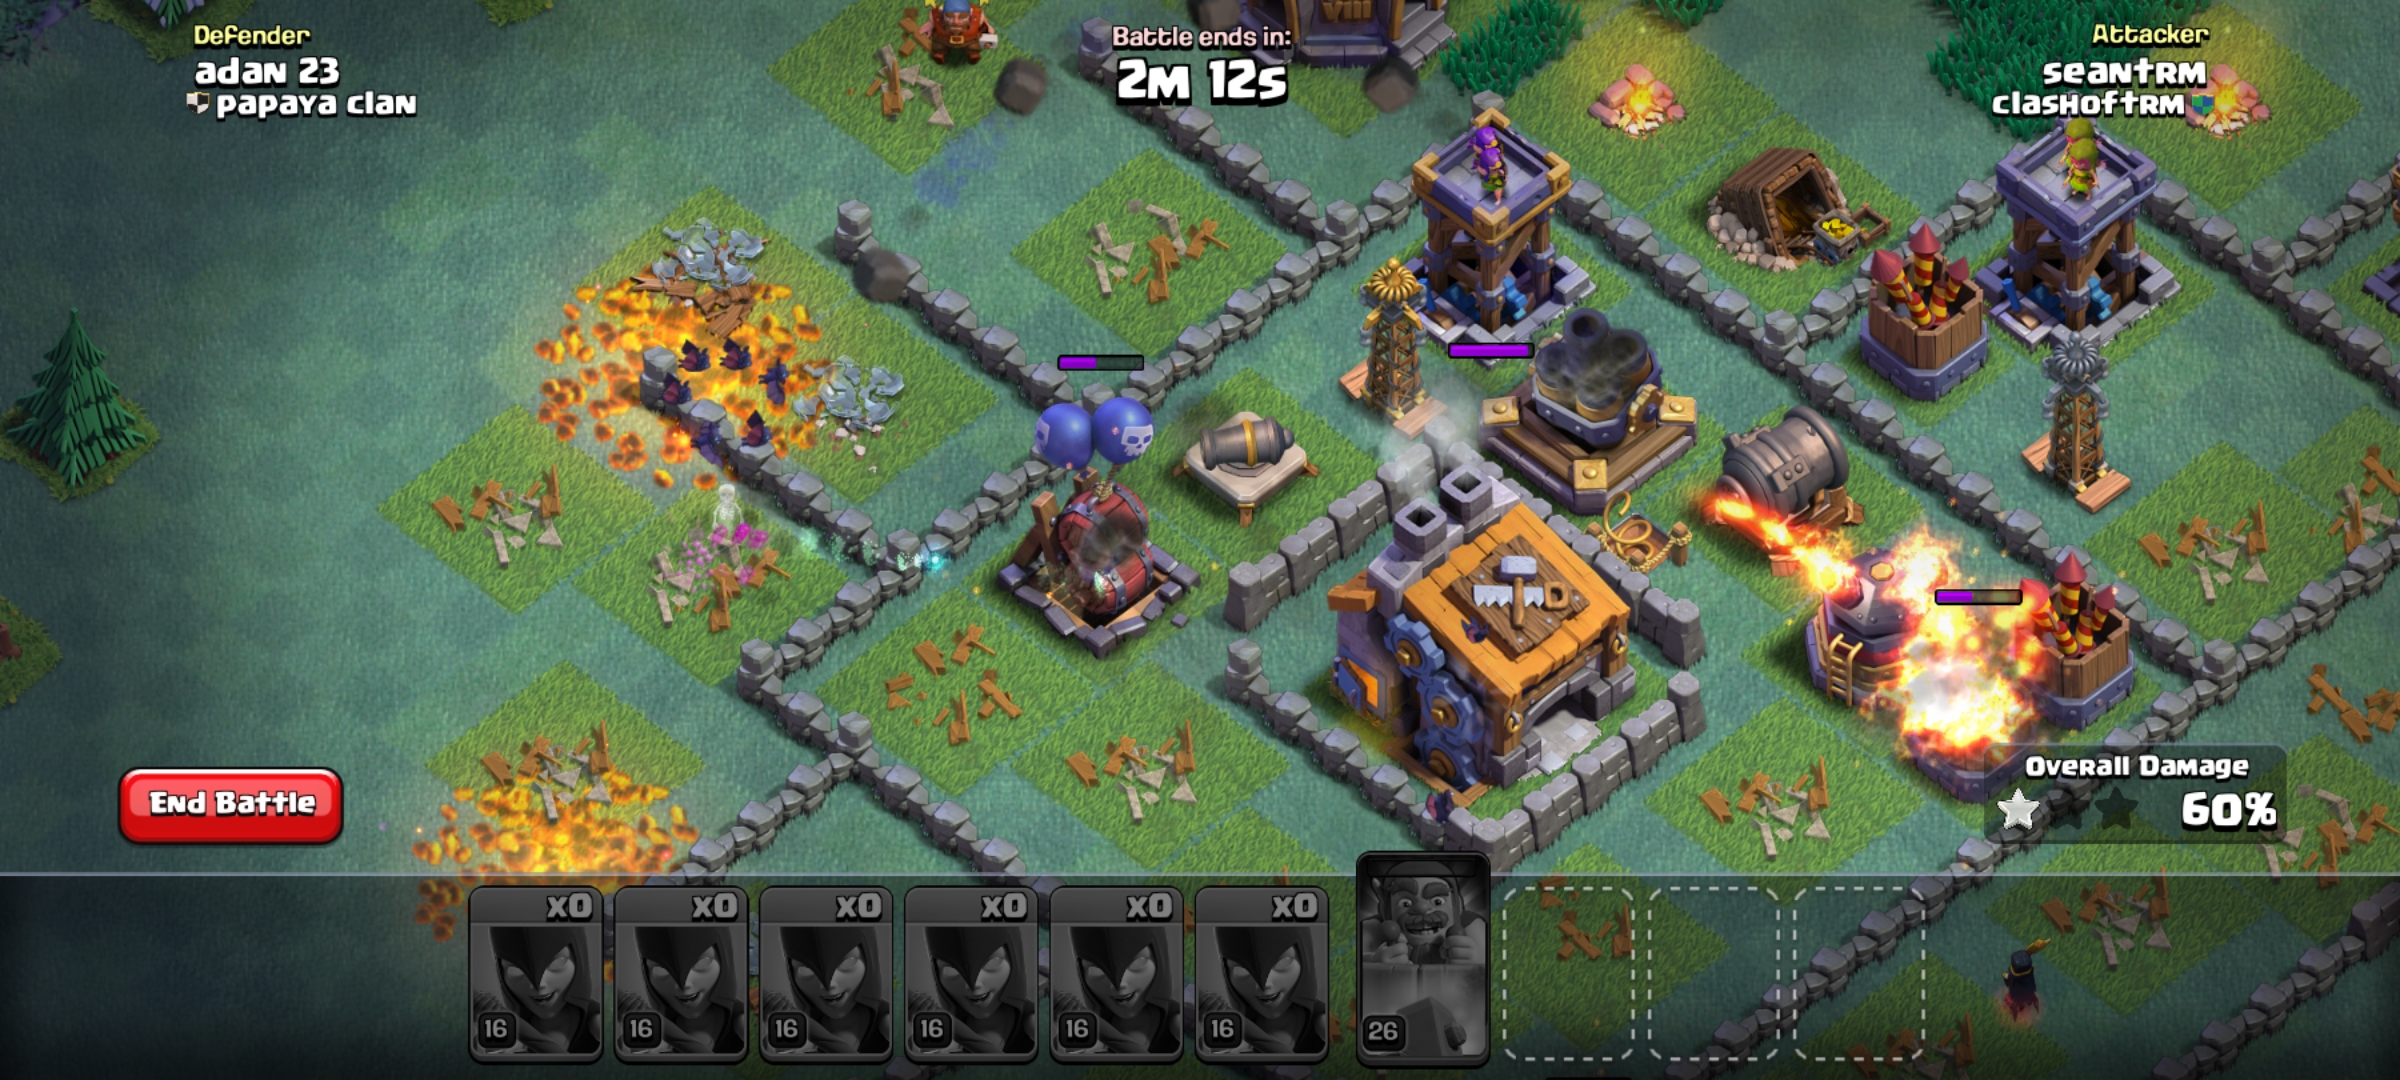 Defender
adan 23
papaya clan
Battle ends in:
2M 12s
Attacker
seantRM
clashoftRM
VIII
End Battle
Overall Damage
60%
x0
x0
x0
x0
x0
x0
16
16
16
16
16
16
26